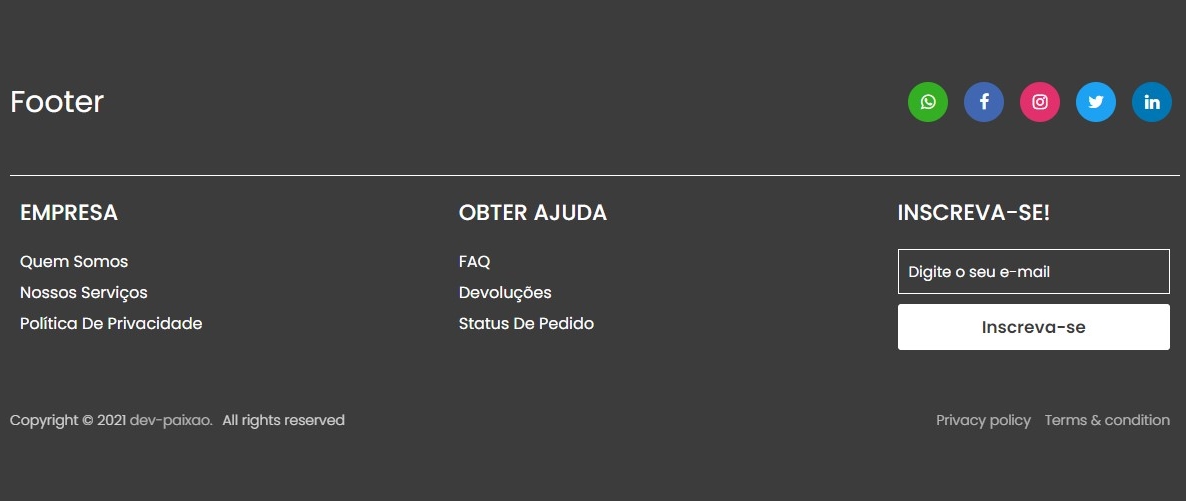 Footer
EMPRESA
Quem Somos
Nossos Serviços
Política De Privacidade
OBTER AJUDA
FAQ
Devoluções
Status De Pedido
INSCREVA-SE!
Digite o seu e-mail
Inscreva-se
Copyright © 2021 dev-paixao. All rights reserved
Privacy policy Terms & condition